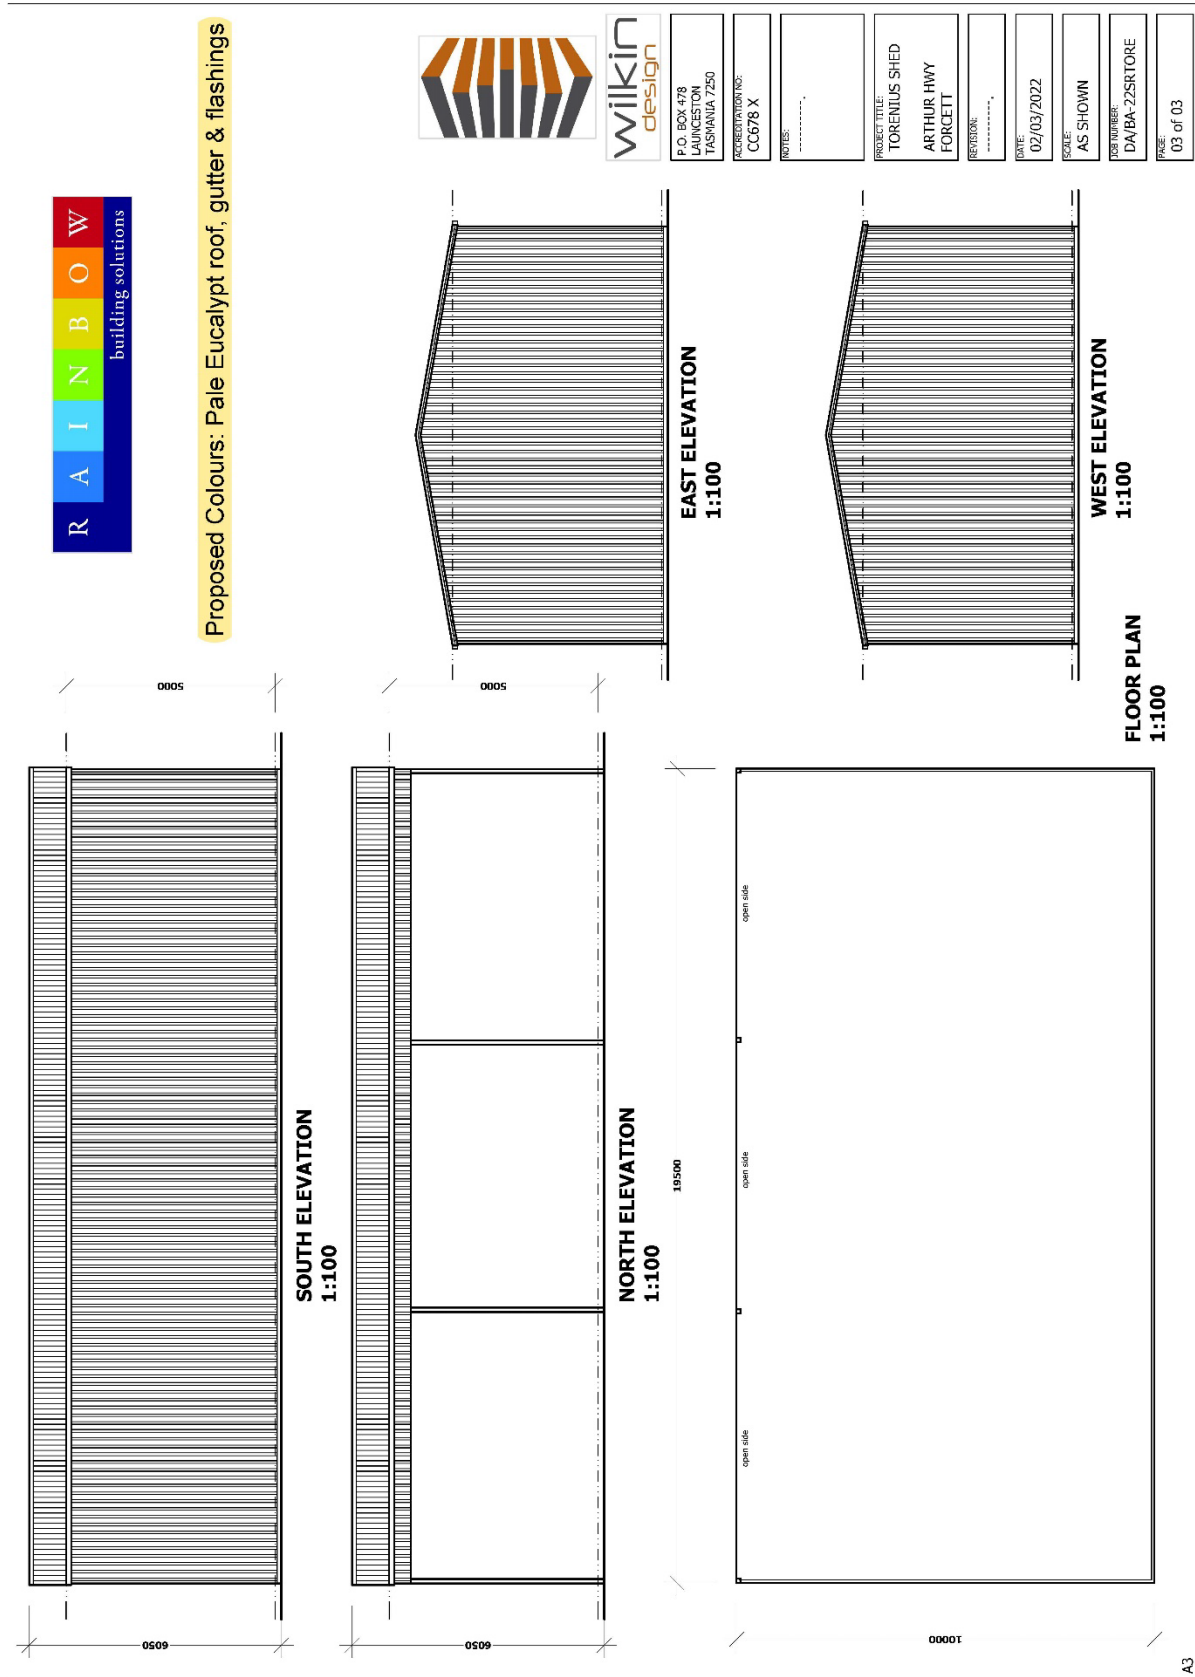 R A I N B O W
building solutions
Proposed Colours: Pale Eucalypt roof, gutter & flashings
5000
6050
SOUTH ELEVATION
1:100
5000
6050
NORTH ELEVATION
1:100
EAST ELEVATION
1:100
WEST ELEVATION
1:100
19500
open side
open side
open side
10000
FLOOR PLAN
1:100
wilkin
design
P.O. BOX 478
LAUNCESTON
TASMANIA 7250
ACCREDITATION NO:
CC678 X
NOTES:
----------.
PROJECT TITLE:
TORENIUS SHED
ARTHUR HWY
FORCETT
REVISION:
----------.
DATE:
02/03/2022
SCALE:
AS SHOWN
JOB NUMBER:
DA/BA-22SRTORE
PAGE:
03 of 03
A3